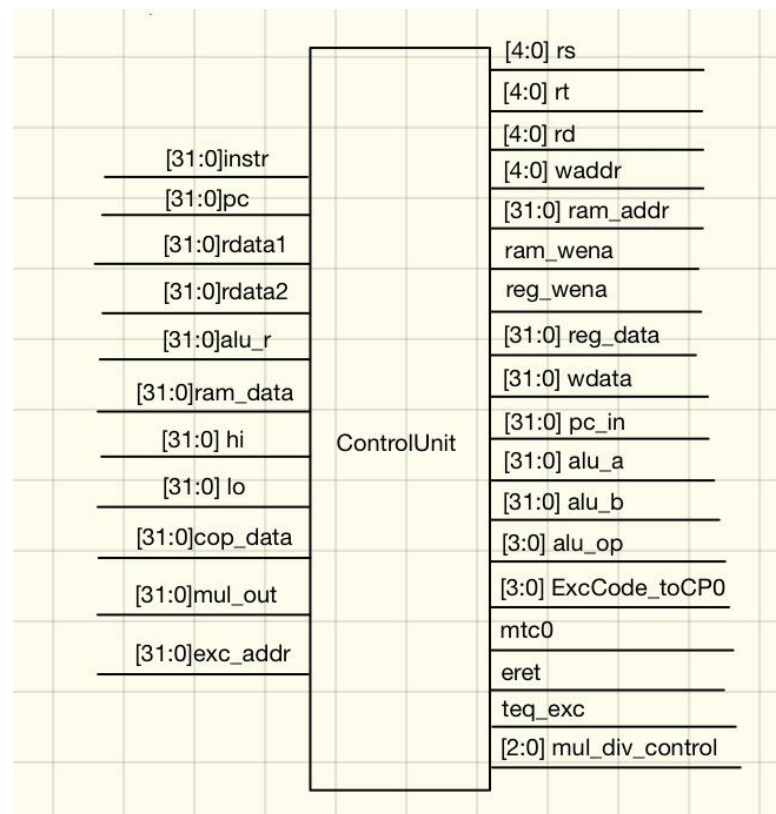 [31:0]instr
[31:0]pc
[31:0]rdata1
[31:0]rdata2
[31:0]alu_r
[31:0]ram_data
[31:0] hi
[31:0] lo
[31:0]cop_data
[31:0]mul_out
[31:0]exc_addr
ControlUnit
[4:0] rs
[4:0] rt
[4:0] rd
[4:0] waddr
[31:0] ram_addr
ram_wena
reg_wena
[31:0] reg_data
[31:0] wdata
[31:0] pc_in
[31:0] alu_a
[31:0] alu_b
[3:0] alu_op
[3:0] ExcCode_toCP0
mtc0
eret
teq_exc
[2:0] mul_div_control